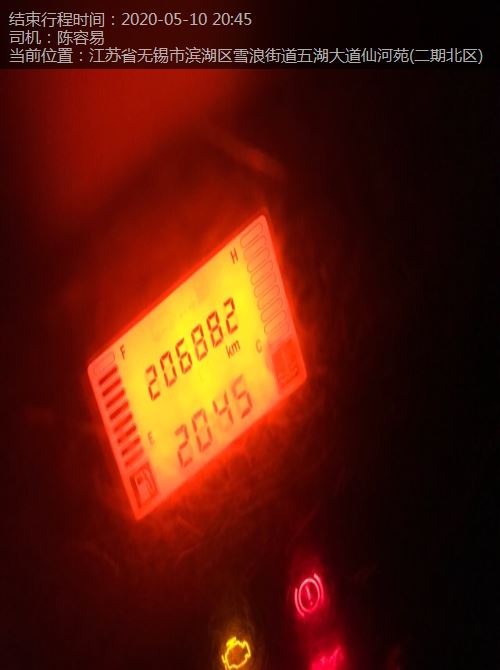 结束行程时间：2020-05-10 20:45
司机：陈容易
当前位置：江苏省无锡市滨湖区雪浪街道五湖大道仙河苑(二期北区)
H
F
206882
km
C
E
2045